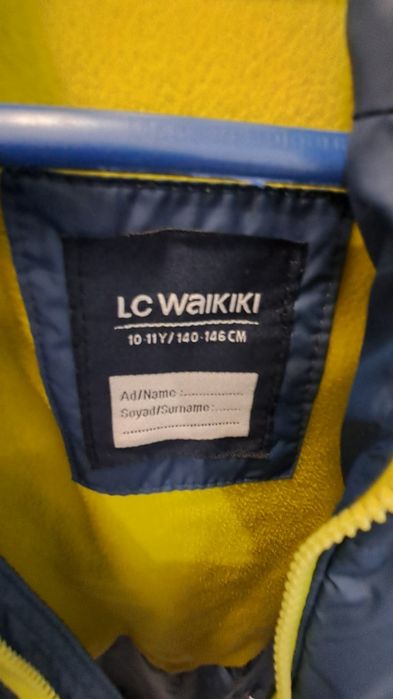 LC WaiKiKi
10-11Y/140-146CM
Ad/Name :...............
Soyad/Surname:.......
..............................